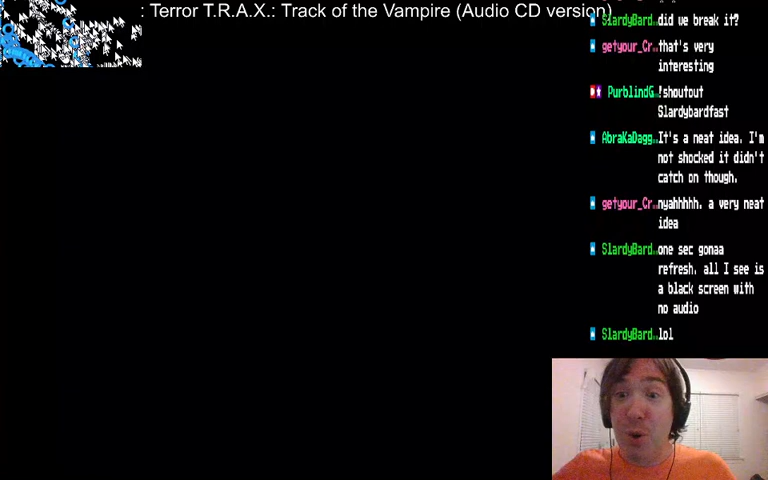 : Terror T.R.A.X.: Track of the Vampire (Audio CD version)
SlardyBard..did we break it?
getyour_Cr..that's very
interesting
PurblindG..!shoutout
Slardybardfast
AbraKaDagg..It's a neat idea. I'm
not shocked it didn't
catch on though.
getyour_Cr..nyahhhhh. a very neat
idea
SlardyBard..one sec gonaa
refresh. all I see is
a black screen with
no audio
SlardyBard..lol